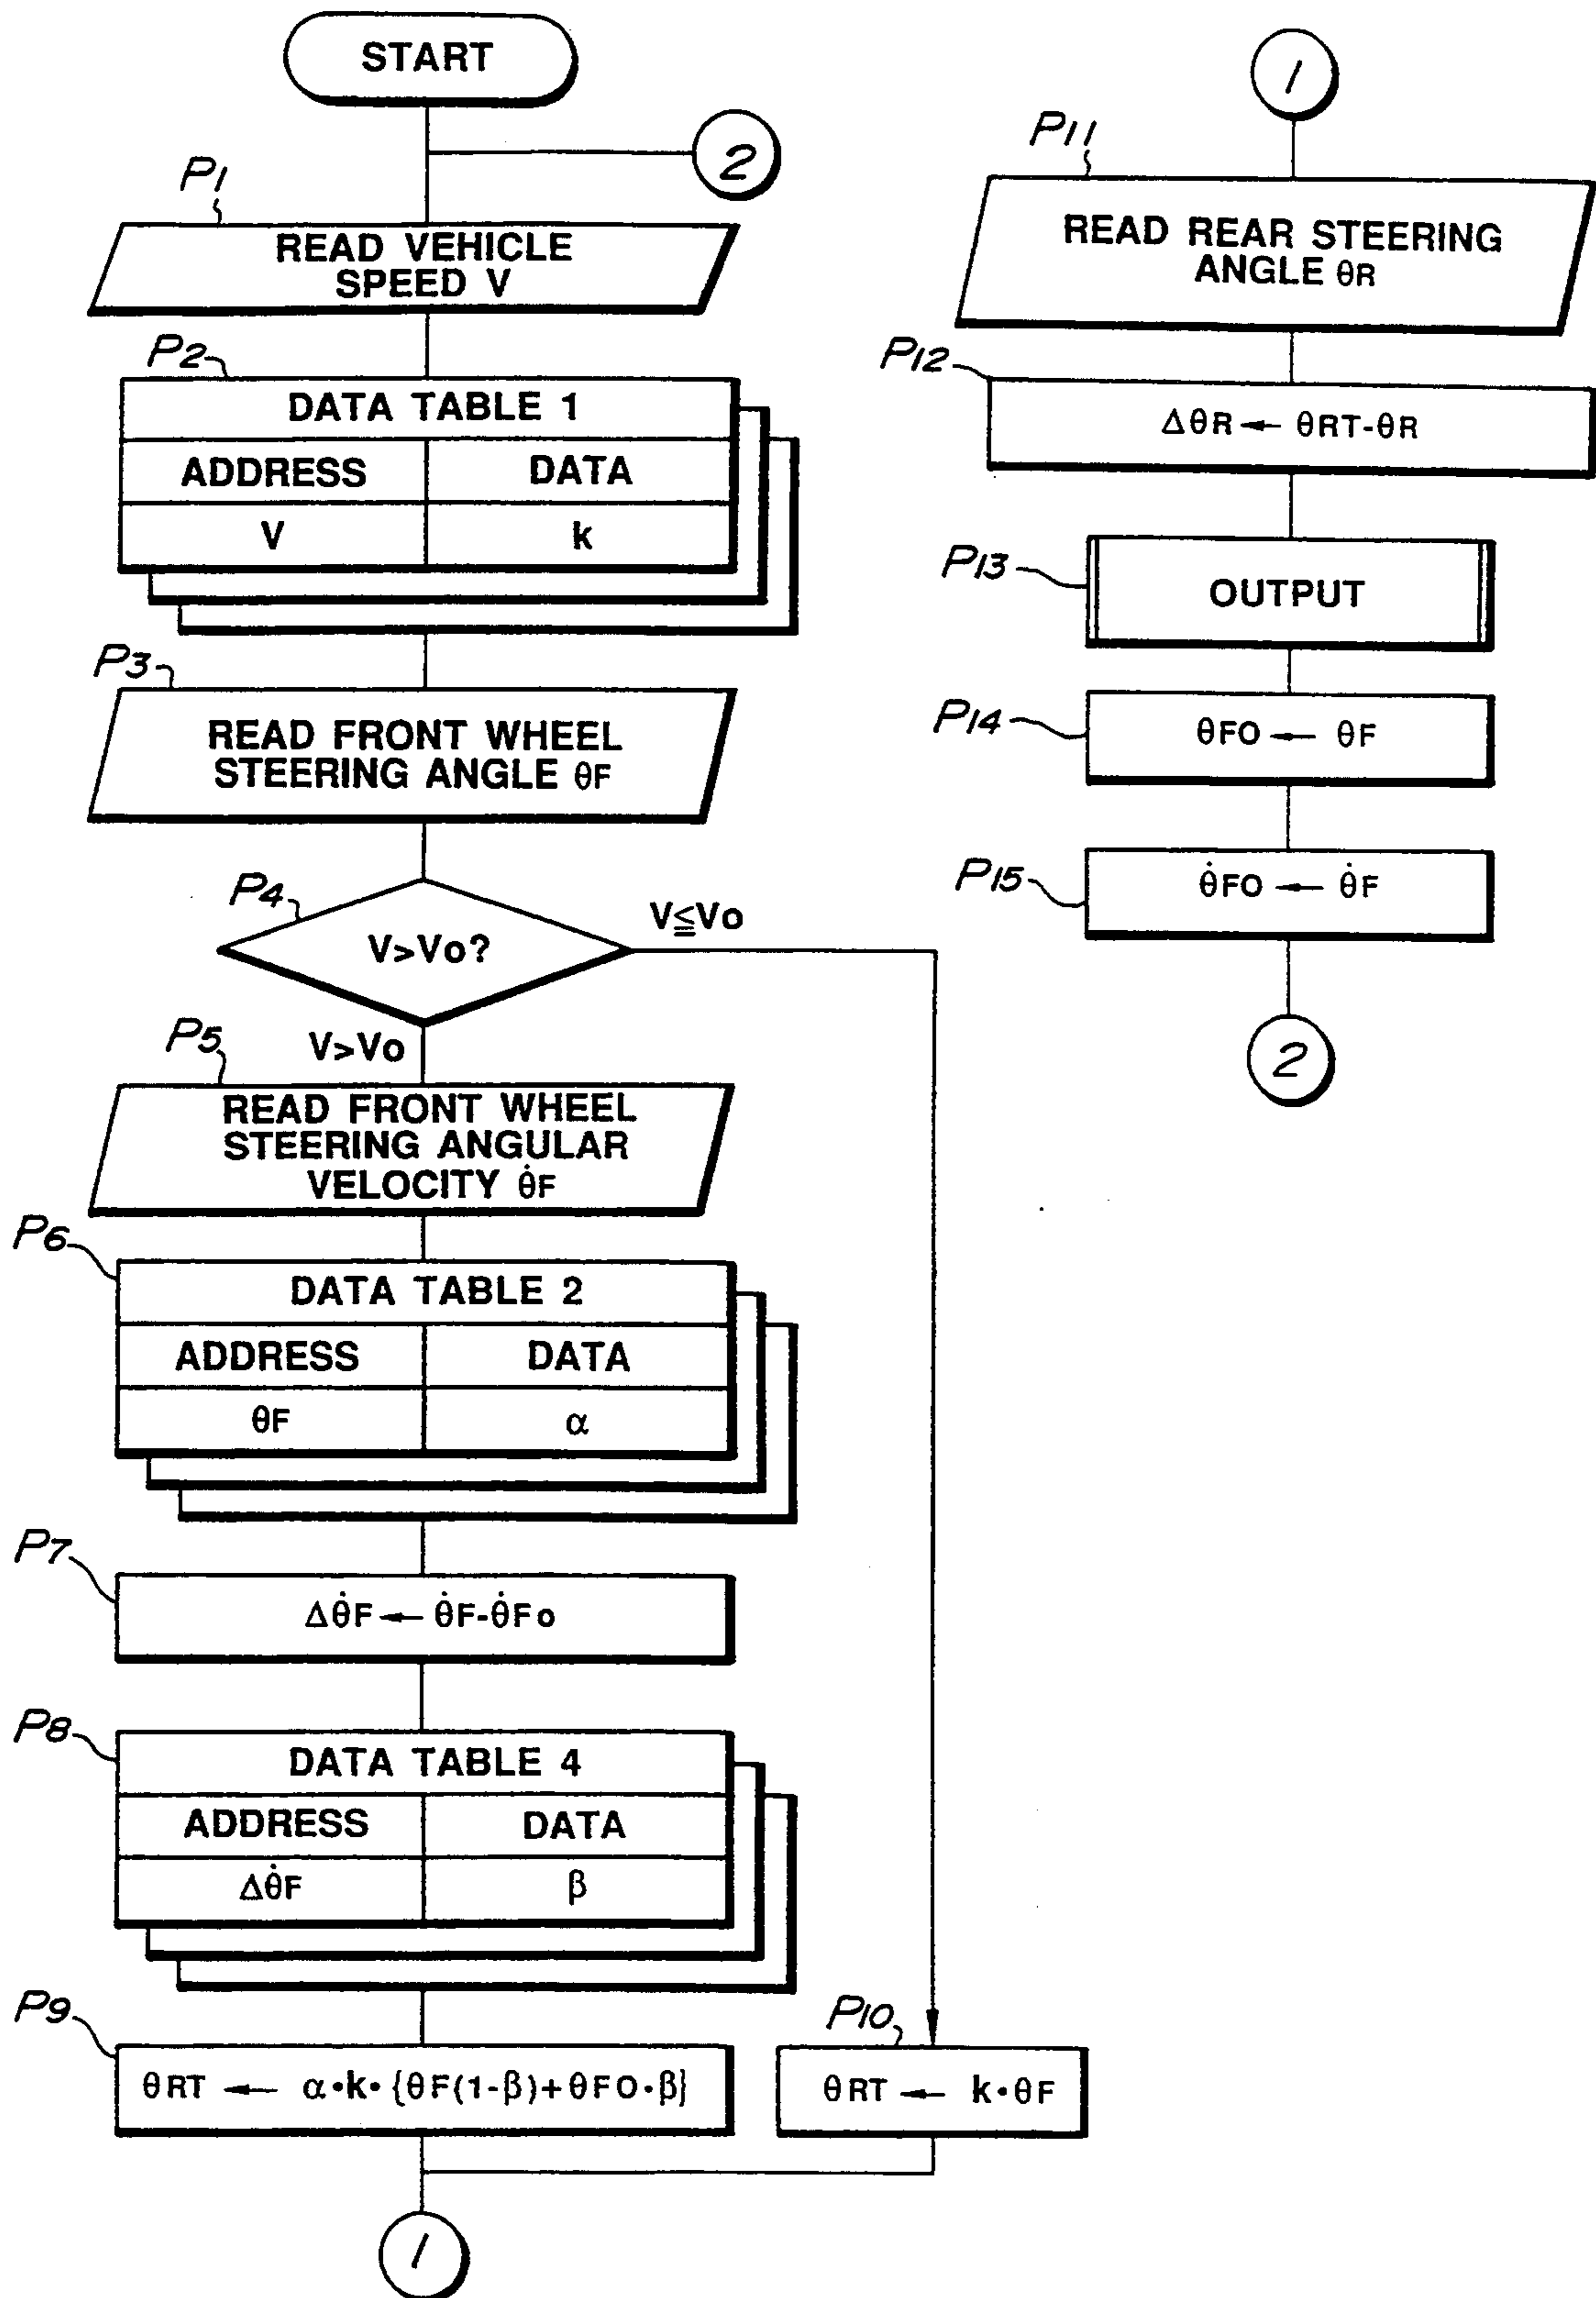 START
2
P1
READ VEHICLE
SPEED V
P2
DATA TABLE 1
ADDRESS DATA
V k
P3
READ FRONT WHEEL
STEERING ANGLE θF
P4
V>Vo?
V≦Vo
V>Vo
P5
READ FRONT WHEEL
STEERING ANGULAR
VELOCITY θ̇F
P6
DATA TABLE 2
ADDRESS DATA
θF α
P7
Δθ̇F ← θ̇F-θ̇Fo
P8
DATA TABLE 4
ADDRESS DATA
Δθ̇F β
P9
θRT ← α•k•{θF(1-β)+θFO•β}
P10
θRT ← k•θF
1
1
P11
READ REAR STEERING
ANGLE θR
P12
ΔθR ← θRT-θR
P13
OUTPUT
P14
θFO ← θF
P15
θ̇FO ← θ̇F
2